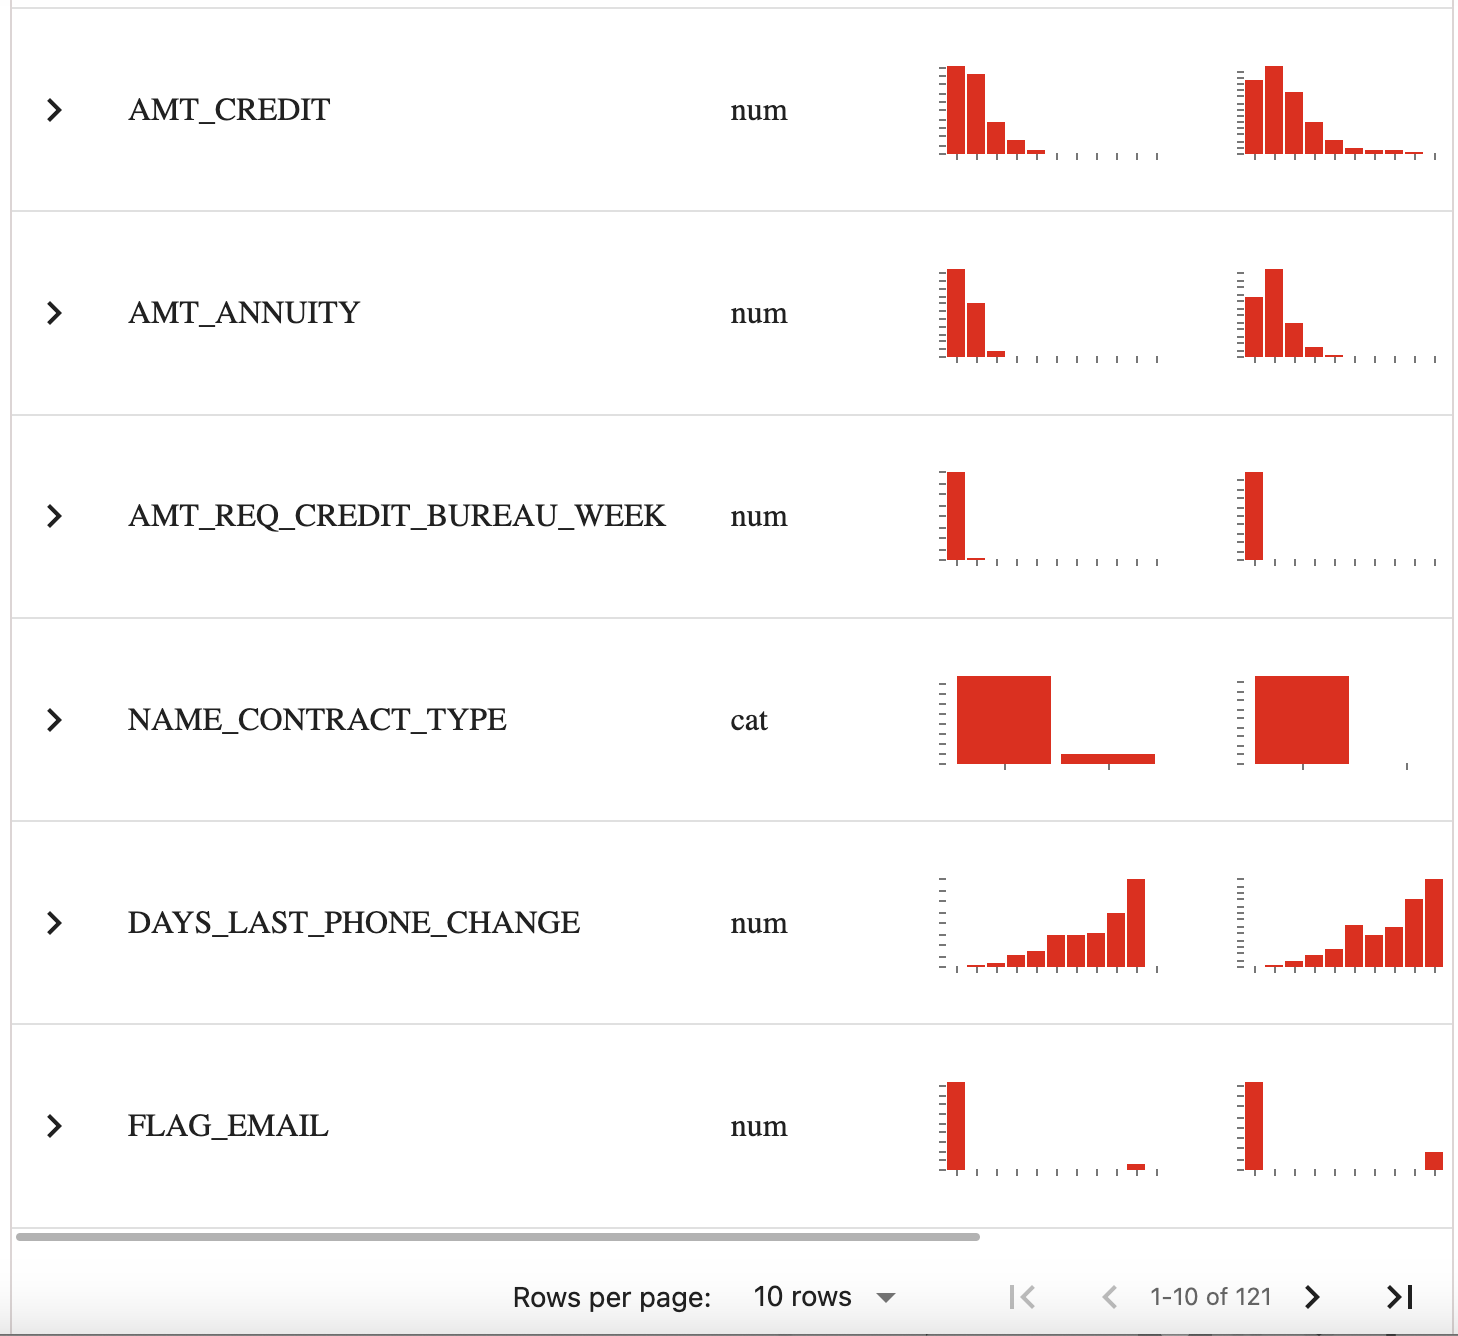 AMT_CREDIT num
AMT_ANNUITY num
AMT_REQ_CREDIT_BUREAU_WEEK num
NAME_CONTRACT_TYPE cat
DAYS_LAST_PHONE_CHANGE num
FLAG_EMAIL num
Rows per page: 10 rows 1-10 of 121